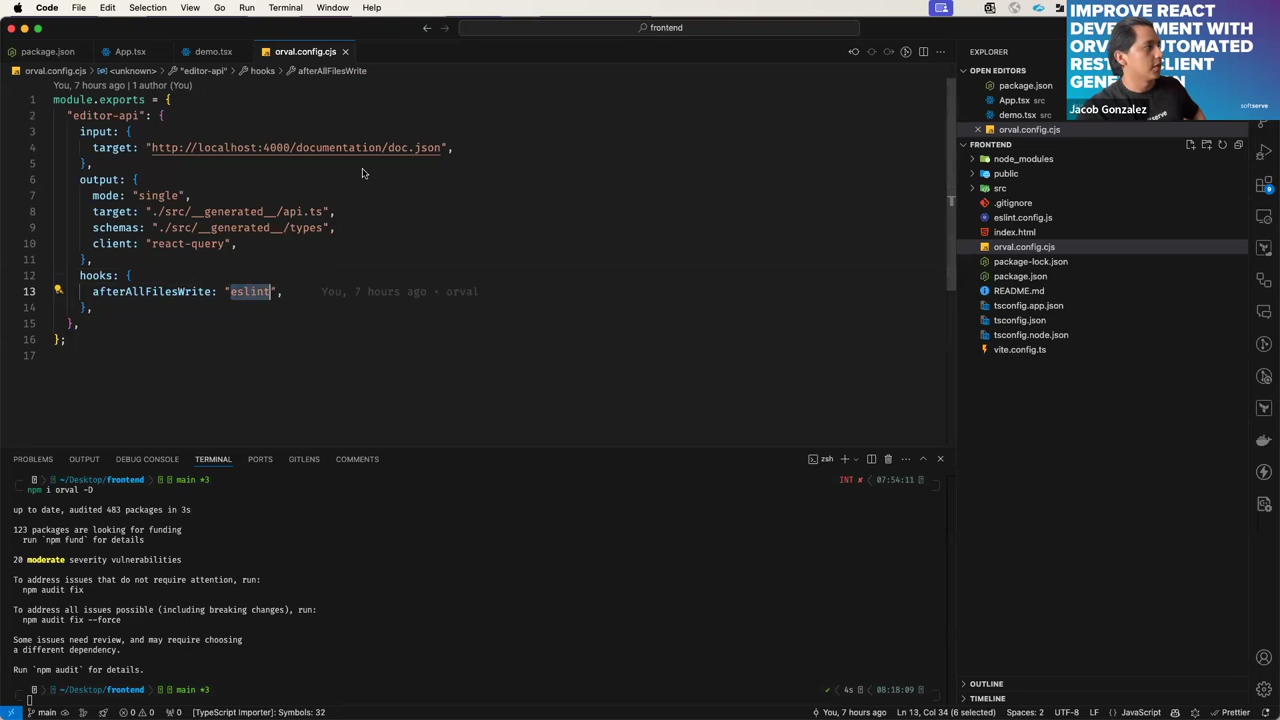 Code File Edit Selection View Go Run Terminal Window Help
frontend
package.json App.tsx demo.tsx orval.config.cjs
orval.config.cjs > <unknown> > "editor-api" > hooks > afterAllFilesWrite
You, 7 hours ago | 1 author (You)
1 module.exports = {
2 "editor-api": {
3 input: {
4 target: "http://localhost:4000/documentation/doc.json",
5 },
6 output: {
7 mode: "single",
8 target: "./src/__generated__/api.ts",
9 schemas: "./src/__generated__/types",
10 client: "react-query",
11 },
12 hooks: {
13 afterAllFilesWrite: "eslint", You, 7 hours ago • orval
14 },
15 },
16 };
17
EXPLORER
OPEN EDITORS
package.json
App.tsx src
demo.tsx src
orval.config.cjs
FRONTEND
node_modules
public
src
.gitignore
eslint.config.js
index.html
orval.config.cjs
package-lock.json
package.json
README.md
tsconfig.app.json
tsconfig.json
tsconfig.node.json
vite.config.ts
OUTLINE
TIMELINE
IMPROVE REACT
DEVELOPMENT WITH
REST CLIENT
softserve
Jacob Gonzalez
9
PROBLEMS OUTPUT DEBUG CONSOLE TERMINAL PORTS GITLENS COMMENTS
zsh
~/Desktop/frontend main *3 INT ✘ 07:54:11
npm i orval -D
up to date, audited 483 packages in 3s
123 packages are looking for funding
run `npm fund` for details
20 moderate severity vulnerabilities
To address issues that do not require attention, run:
npm audit fix
To address all issues possible (including breaking changes), run:
npm audit fix --force
Some issues need review, and may require choosing
a different dependency.
Run `npm audit` for details.
~/Desktop/frontend main *3 ✓ 4s 08:18:09
main 0 0 0 [TypeScript Importer]: Symbols: 32 You, 7 hours ago Ln 13, Col 34 (6 selected) Spaces: 2 UTF-8 LF JavaScript Prettier